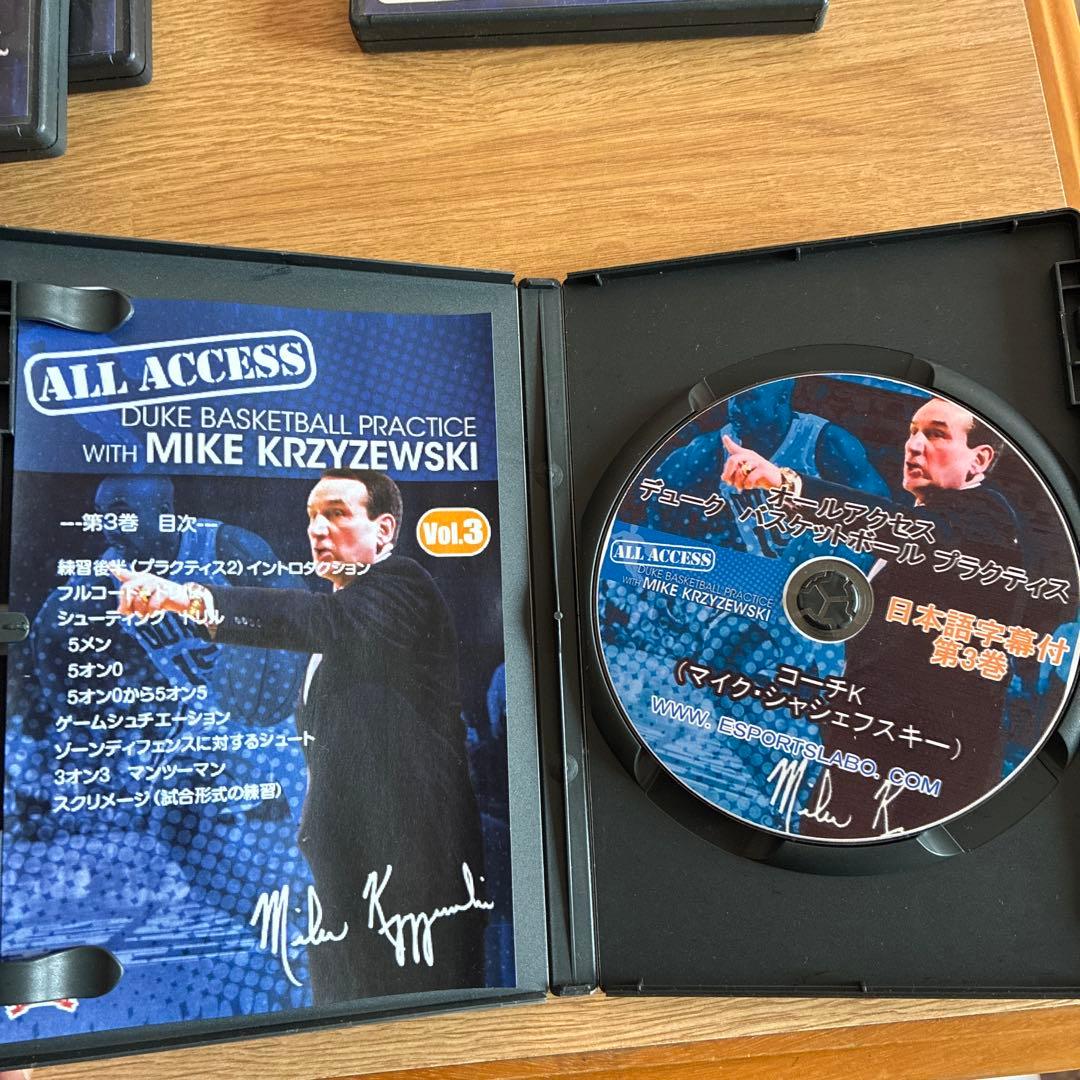 ALL ACCESS
DUKE BASKETBALL PRACTICE
WITH MIKE KRZYZEWSKI
Vol.3
---第3巻 目次---
練習後半(プラクティス2)イントロダクション
フルコート ドリル
シューティング ドリル
5メン
5オン0
5オン0から5オン5
ゲームシュチエーション
ゾーンディフェンスに対するシュート
3オン3 マンツーマン
スクリメージ(試合形式の練習)
オールアクセス
デューク バスケットボール プラクティス
ALL ACCESS
DUKE BASKETBALL PRACTICE
WITH MIKE KRZYZEWSKI
日本語字幕付
第3巻
コーチK
(マイク・シャシェフスキー)
WWW. ESPORTSLABO. COM